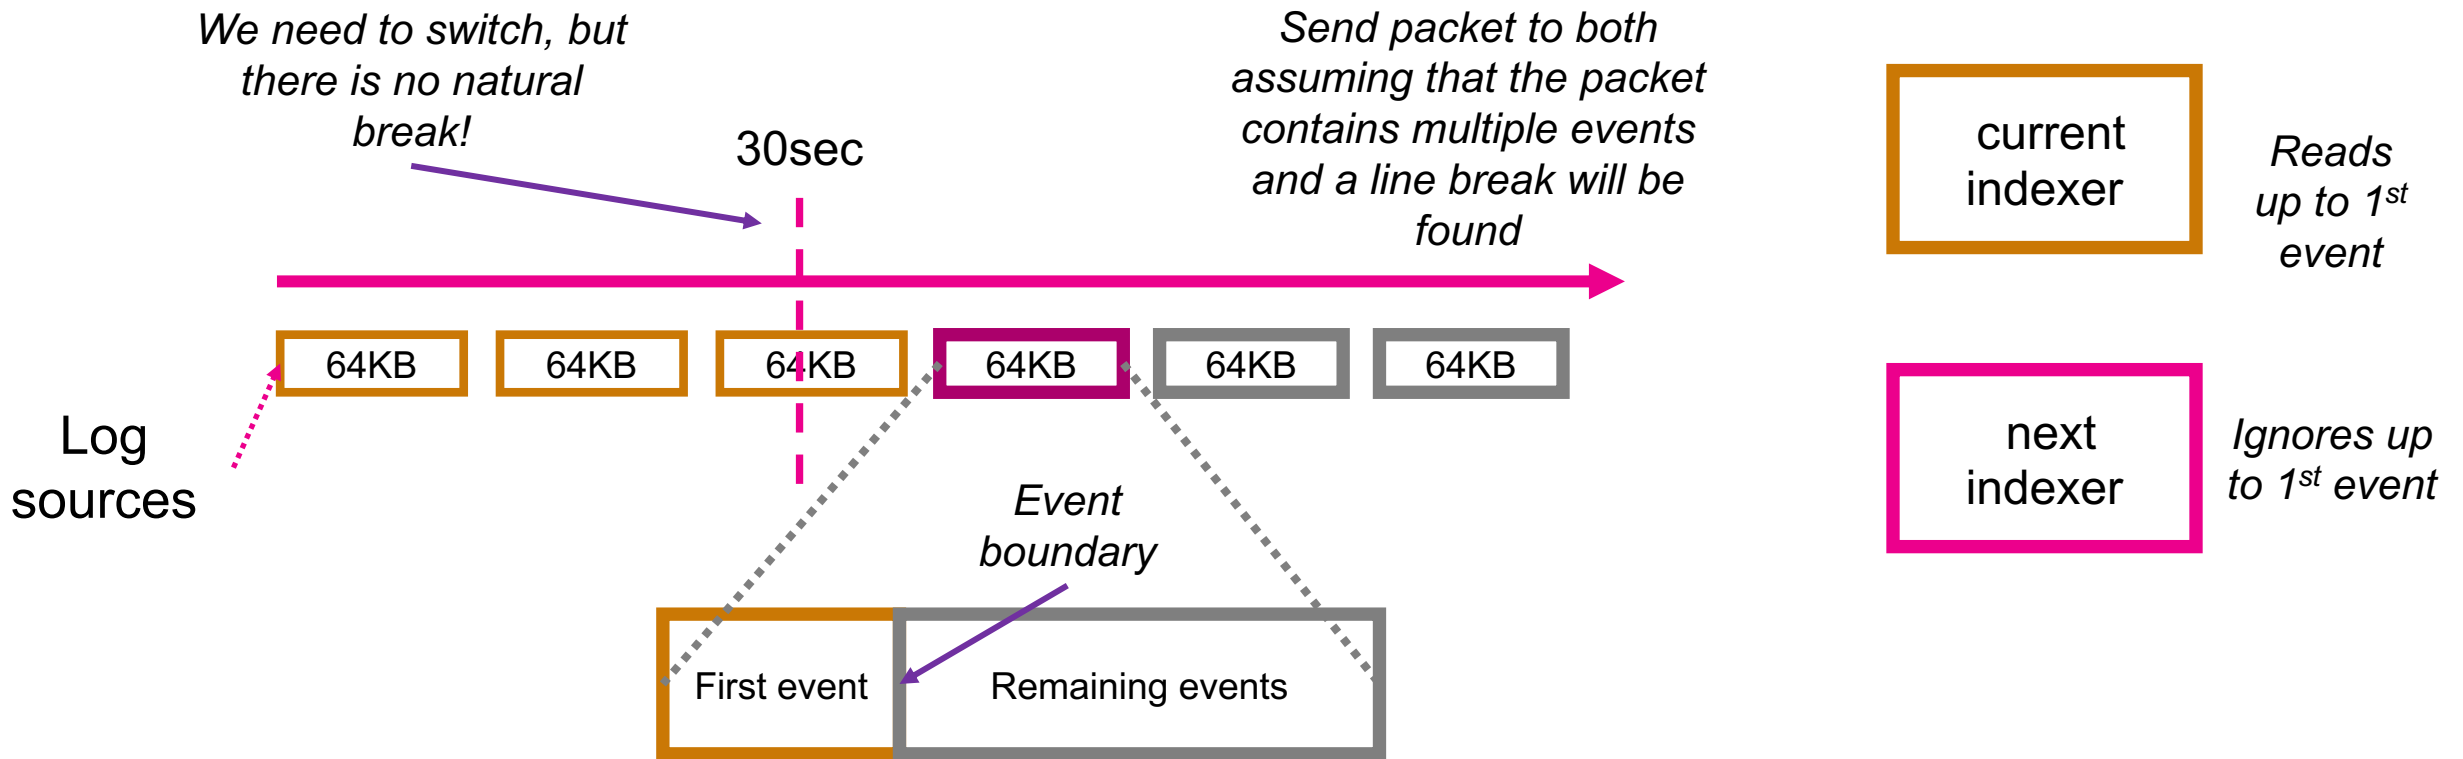 We need to switch, but
there is no natural
break!
30sec
Send packet to both
assuming that the packet
contains multiple events
and a line break will be
found
current
indexer
Reads
up to 1st
event
64KB
64KB
64KB
64KB
64KB
64KB
Log
sources
next
indexer
Ignores up
to 1st event
Event
boundary
First event
Remaining events